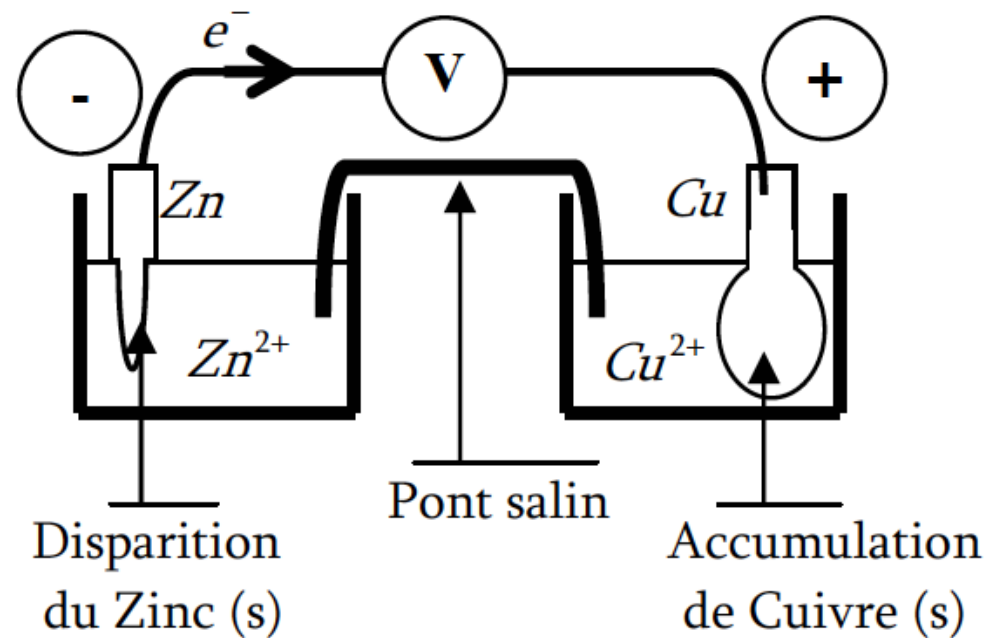 e⁻
-
V
+
Zn
Cu
Zn²⁺
Cu²⁺
Pont salin
Disparition
du Zinc (s)
Accumulation
de Cuivre (s)